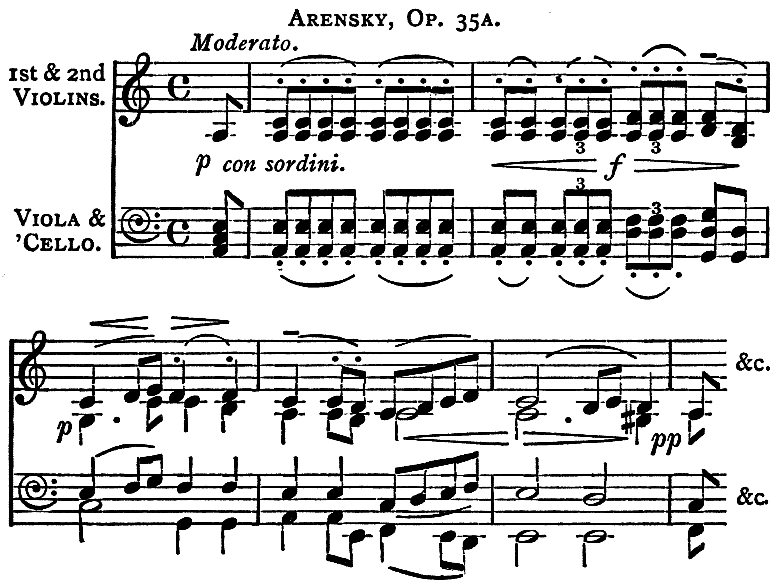 Arensky, Op. 35A.
Moderato.
1st & 2nd
Violins.
p con sordini.
3 3
f
3 3
Viola &
'Cello.
&c.
p
pp
&c.